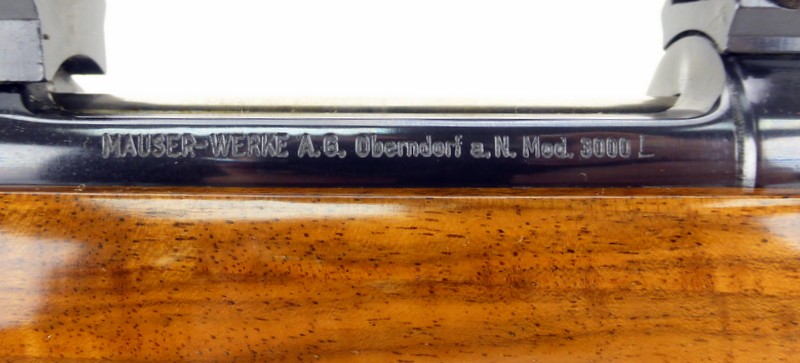 MAUSER-WERKE A.G. Oberndorf a. N. Mod. 3000 L